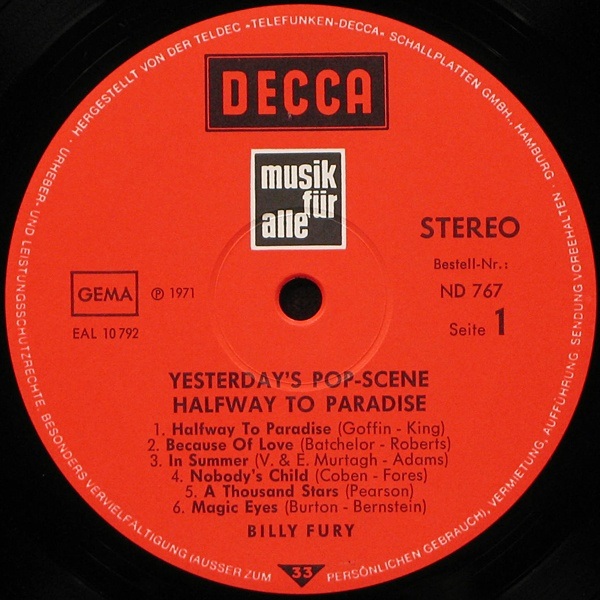 · HERGESTELLT VON DER TELDEC »TELEFUNKEN-DECCA« SCHALLPLATTEN GMBH., HAMBURG · URHEBER- UND LEISTUNGSSCHUTZRECHTE, BESONDERS VERVIELFÄLTIGUNG (AUSSER ZUM PERSÖNLICHEN GEBRAUCH), VERMIETUNG, AUFFÜHRUNG, SENDUNG VORBEHALTEN
DECCA
musik
für
alle
STEREO
Bestell-Nr.:
GEMA ℗ 1971
ND 767
EAL 10 792
Seite 1
YESTERDAY'S POP-SCENE
HALFWAY TO PARADISE
1. Halfway To Paradise (Goffin - King)
2. Because Of Love (Batchelor - Roberts)
3. In Summer (V. & E. Murtagh - Adams)
4. Nobody's Child (Coben - Fores)
5. A Thousand Stars (Pearson)
6. Magic Eyes (Burton - Bernstein)
BILLY FURY
33